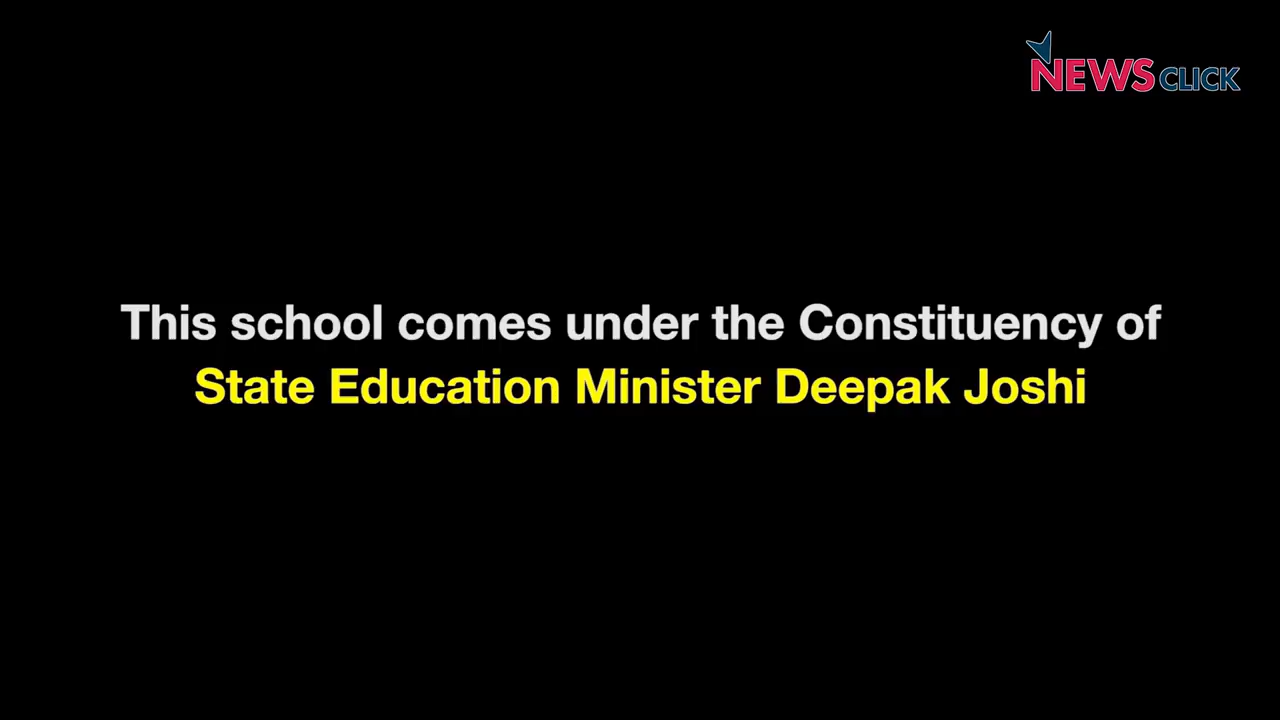 NEWSCLICK
This school comes under the Constituency of
State Education Minister Deepak Joshi